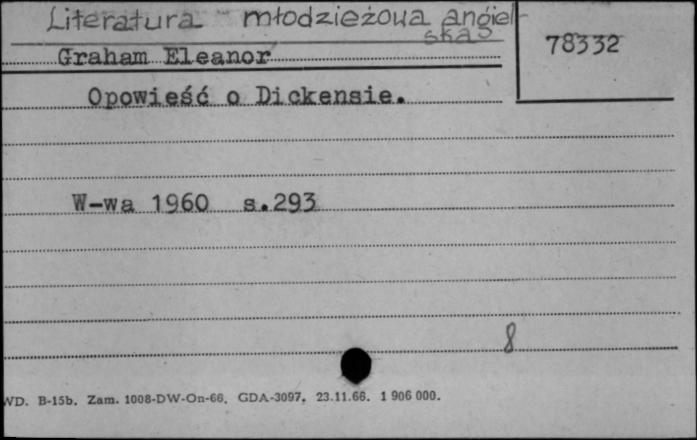 Literatura - młodzieżowa angiel-
ska
78332
Graham Eleanor
Opowieść o Dickensie.
W-wa 1960 s.293
8
WD. B-15b. Zam. 1008-DW-On-66. GDA-3097. 23.11.66. 1 906 000.